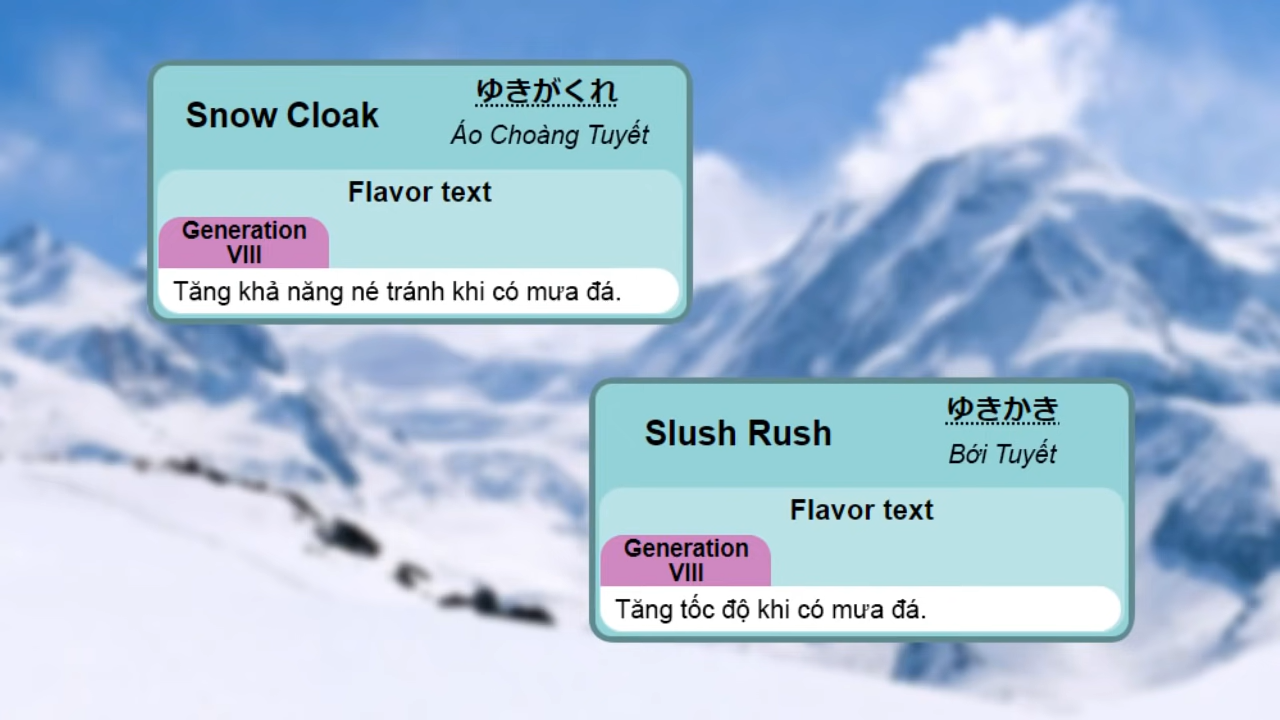 Snow Cloak
ゆきがくれ
Áo Choàng Tuyết
Flavor text
Generation
VIII
Tăng khả năng né tránh khi có mưa đá.
Slush Rush
ゆきかき
Bới Tuyết
Flavor text
Generation
VIII
Tăng tốc độ khi có mưa đá.